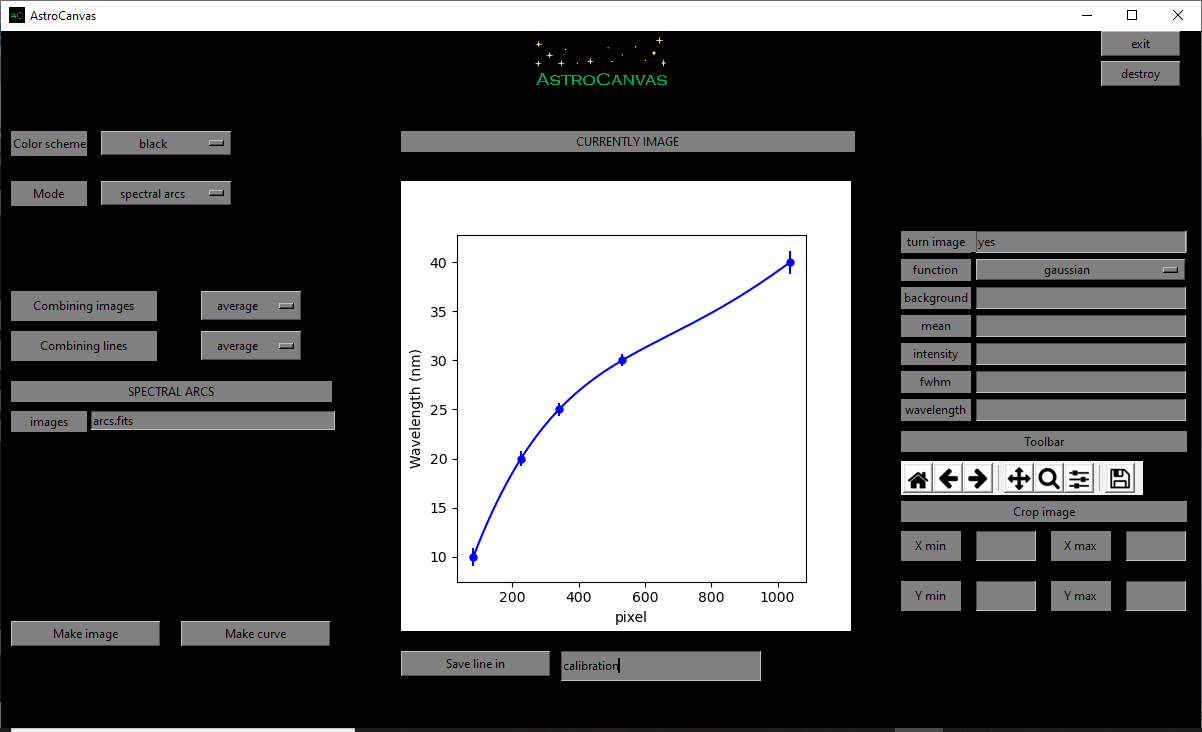 AC AstroCanvas
exit
destroy
ASTROCANVAS
Color scheme black
CURRENTLY IMAGE
Mode spectral arcs
turn image yes
function gaussian
background
mean
intensity
fwhm
wavelength
Combining images average
Combining lines average
SPECTRAL ARCS
images arcs.fits
Wavelength (nm)
40
35
30
25
20
15
10
200 400 600 800 1000
pixel
Toolbar
Crop image
X min X max
Y min Y max
Make image Make curve
Save line in calibration